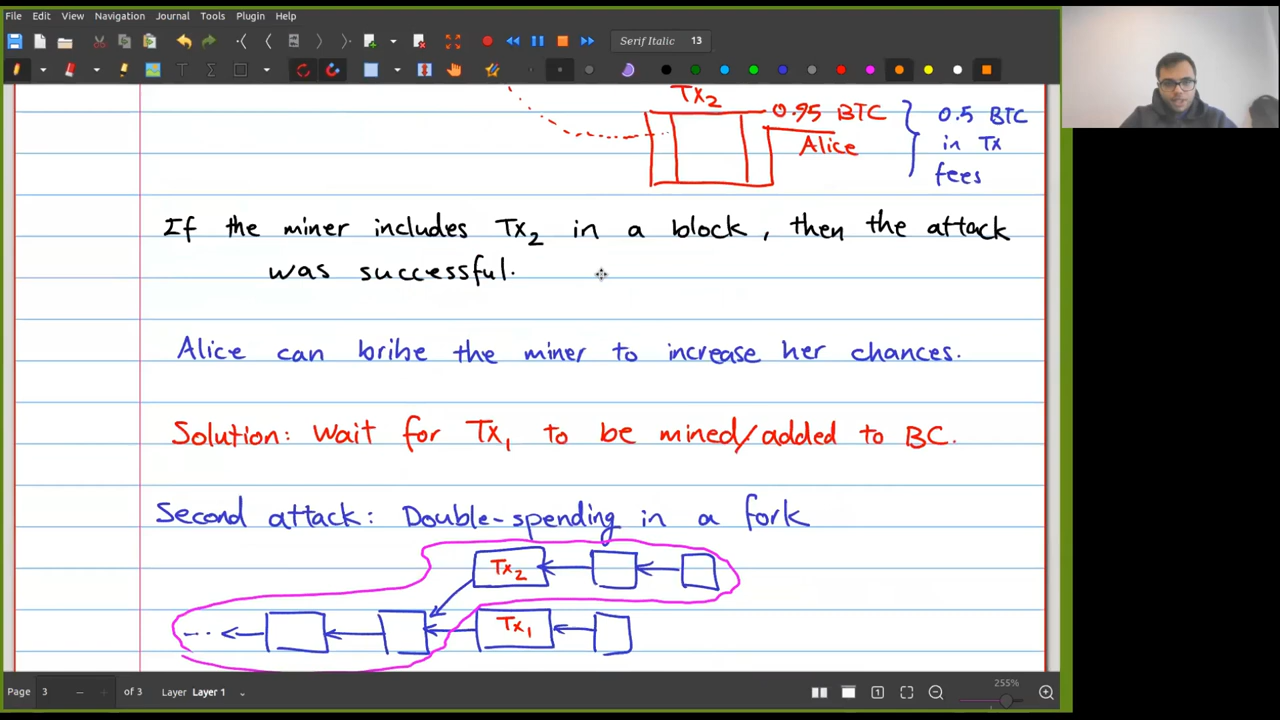 File Edit View Navigation Journal Tools Plugin Help
Serif Italic 13
Tx2 0.95 BTC 0.5 BTC
Alice in Tx
fees
If the miner includes Tx2 in a block, then the attack
was successful.
Alice can bribe the miner to increase her chances.
Solution: Wait for Tx1 to be mined/added to BC.
Second attack: Double-spending in a fork
Tx2
... Tx1
Page 3 of 3 Layer Layer 1 255%